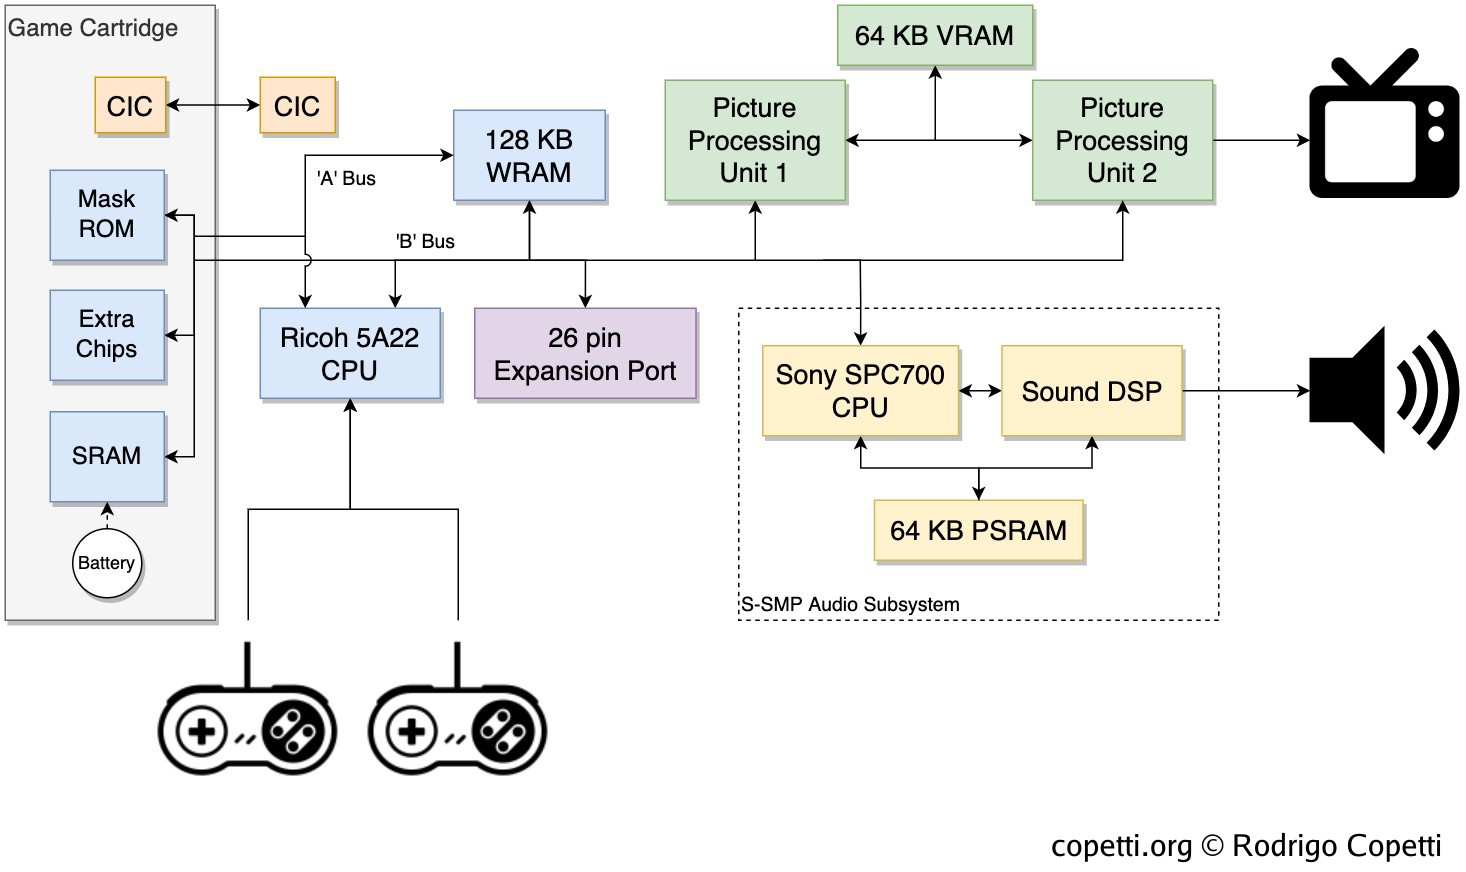 Game Cartridge
CIC
CIC
Mask
ROM
Extra
Chips
SRAM
Battery
'A' Bus
'B' Bus
128 KB
WRAM
64 KB VRAM
Picture
Processing
Unit 1
Picture
Processing
Unit 2
Ricoh 5A22
CPU
26 pin
Expansion Port
Sony SPC700
CPU
Sound DSP
64 KB PSRAM
S-SMP Audio Subsystem
copetti.org © Rodrigo Copetti